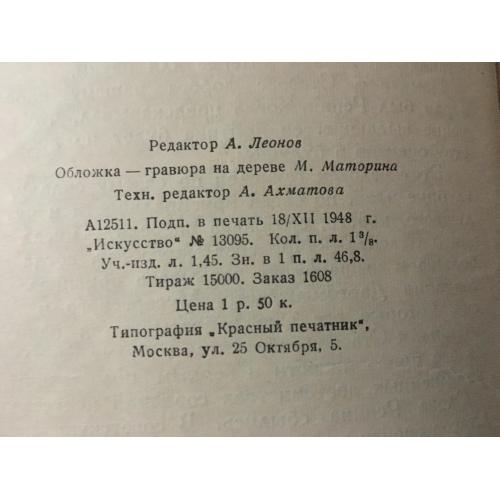 Редактор А. Леонов
Обложка — гравюра на дереве М. Маторина
Техн. редактор А. Ахматова
А12511. Подп. в печать 18/XII 1948 г.
„Искусство" № 13095. Кол. п. л. 1 3/8.
Уч.-изд. л. 1,45. Зн. в 1 п. л. 46,8.
Тираж 15000. Заказ 1608
Цена 1 р. 50 к.
Типография „Красный печатник",
Москва, ул. 25 Октября, 5.